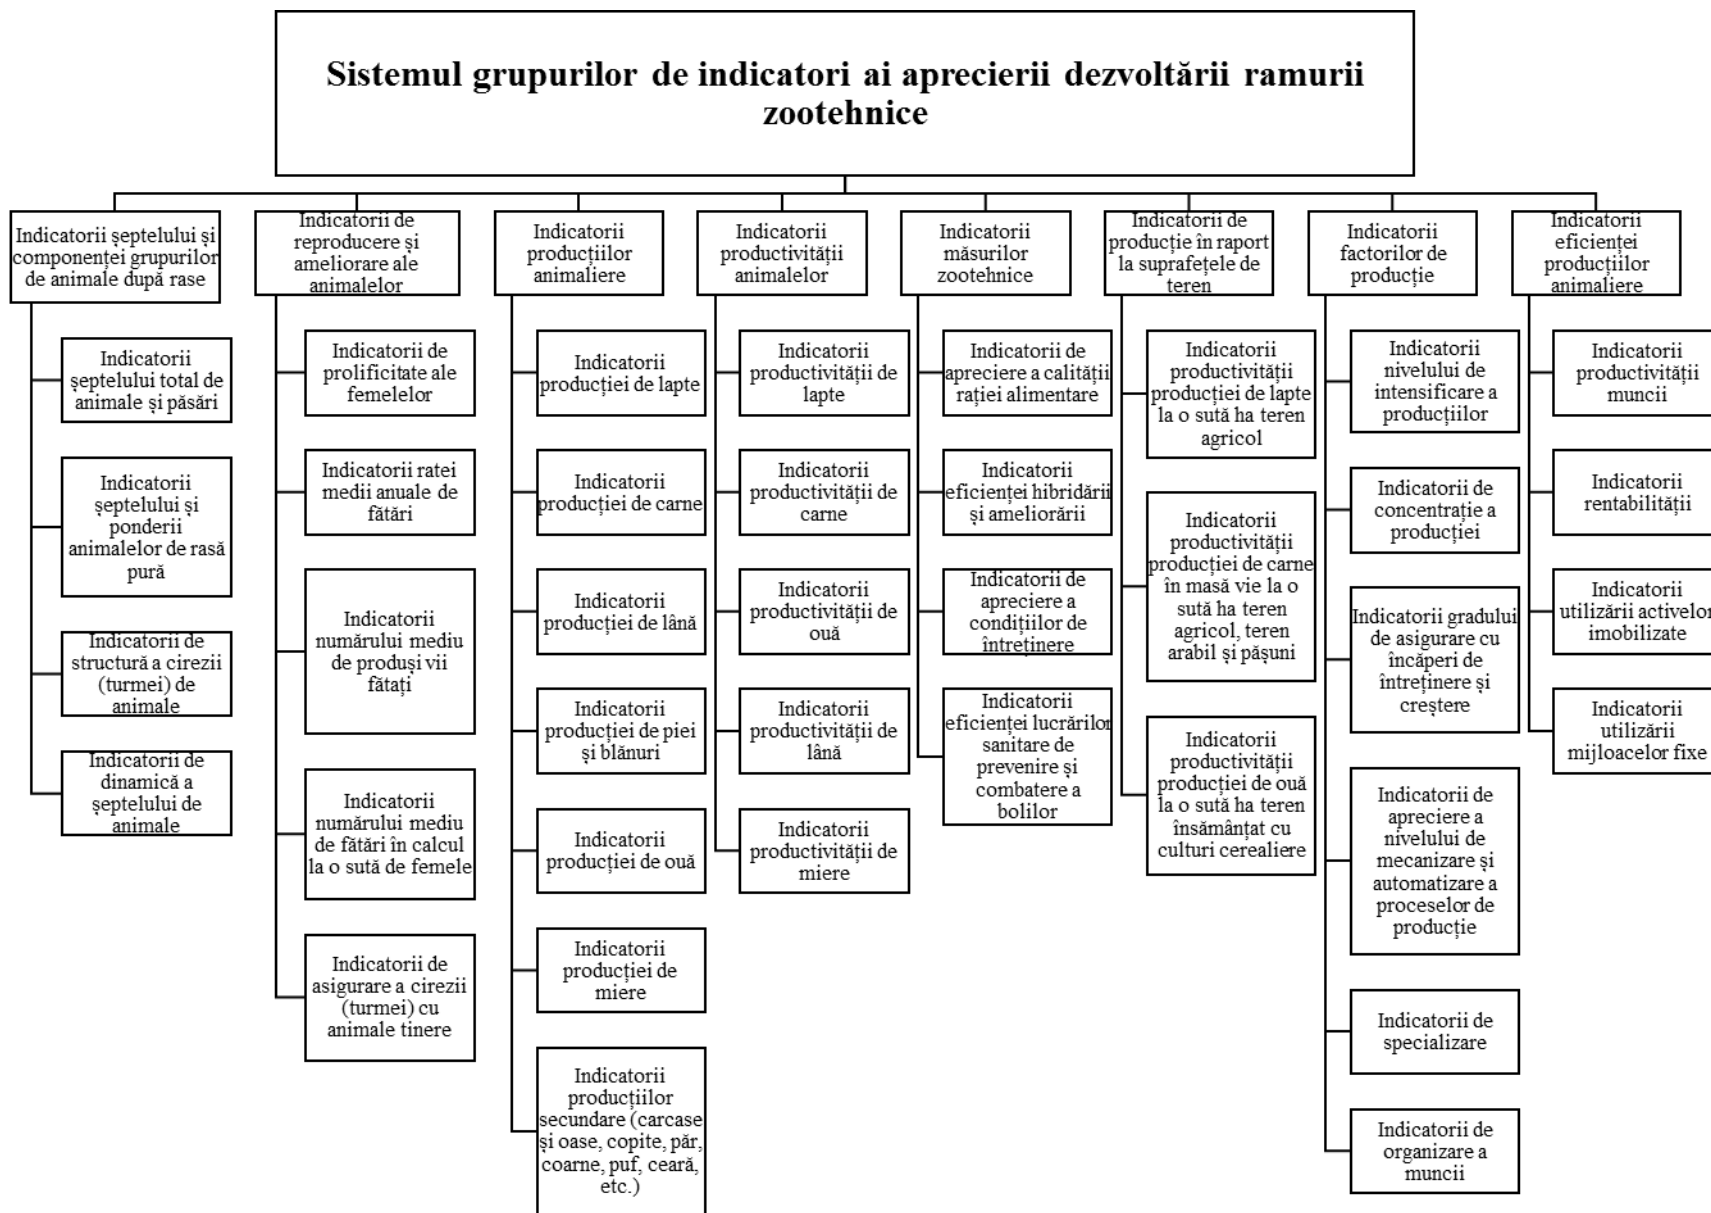 Sistemul grupurilor de indicatori ai aprecierii dezvoltării ramurii
zootehnice
Indicatorii șeptelului și
componenței grupurilor
de animale după rase
Indicatorii
șeptelului total de
animale și păsări
Indicatorii
șeptelului și
ponderii
animalelor de rasă
pură
Indicatorii de
structură a cirezii
(turmei) de
animale
Indicatorii de
dinamică a
șeptelului de
animale
Indicatorii de
reproducere și
ameliorare ale
animalelor
Indicatorii de
prolificitate ale
femelelor
Indicatorii ratei
medii anuale de
fătări
Indicatorii
numărului mediu
de produși vii
fătați
Indicatorii
numărului mediu
de fătări în calcul
la o sută de femele
Indicatorii de
asigurare a cirezii
(turmei) cu
animale tinere
Indicatorii
producțiilor
animaliere
Indicatorii
producției de lapte
Indicatorii
producției de carne
Indicatorii
producției de lână
Indicatorii
producției de piei
și blănuri
Indicatorii
producției de ouă
Indicatorii
producției de
miere
Indicatorii
producțiilor
secundare (carcase
și oase, copite, păr,
coarne, puf, ceară,
etc.)
Indicatorii
productivității
animalelor
Indicatorii
productivității de
lapte
Indicatorii
productivității de
carne
Indicatorii
productivității de
ouă
Indicatorii
productivității de
lână
Indicatorii
productivității de
miere
Indicatorii
măsurilor
zootehnice
Indicatorii de
apreciere a calității
rației alimentare
Indicatorii
eficienței hibridării
și ameliorării
Indicatorii de
apreciere a
condițiilor de
întreținere
Indicatorii
eficienței lucrărilor
sanitare de
prevenire și
combatere a
bolilor
Indicatorii de
producție în raport
la suprafețele de
teren
Indicatorii
productivității
producției de lapte
la o sută ha teren
agricol
Indicatorii
productivității
producției de carne
în masă vie la o
sută ha teren
agricol, teren
arabil și pășuni
Indicatorii
productivității
producției de ouă
la o sută ha teren
însămânțat cu
culturi cerealiere
Indicatorii
factorilor de
producție
Indicatorii
nivelului de
intensificare a
producțiilor
Indicatorii de
concentrație a
producției
Indicatorii gradului
de asigurare cu
încăperi de
întreținere și
creștere
Indicatorii de
apreciere a
nivelului de
mecanizare și
automatizare a
proceselor de
producție
Indicatorii de
specializare
Indicatorii de
organizare a
muncii
Indicatorii
eficienței
producțiilor
animaliere
Indicatorii
productivității
muncii
Indicatorii
rentabilității
Indicatorii
utilizării activelor
imobilizate
Indicatorii
utilizării
mijloacelor fixe